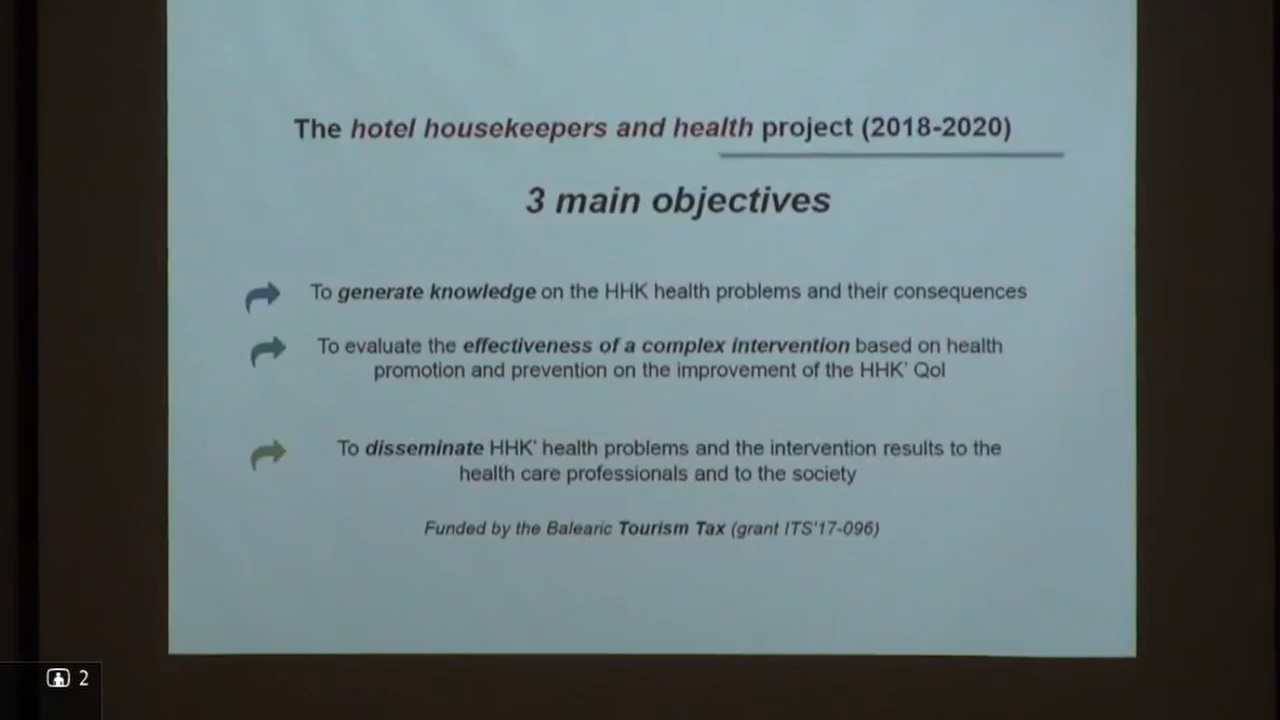 The hotel housekeepers and health project (2018-2020)
3 main objectives
To generate knowledge on the HHK health problems and their consequences
To evaluate the effectiveness of a complex intervention based on health
promotion and prevention on the improvement of the HHK' Qol
To disseminate HHK' health problems and the intervention results to the
health care professionals and to the society
Funded by the Balearic Tourism Tax (grant ITS'17-096)
2